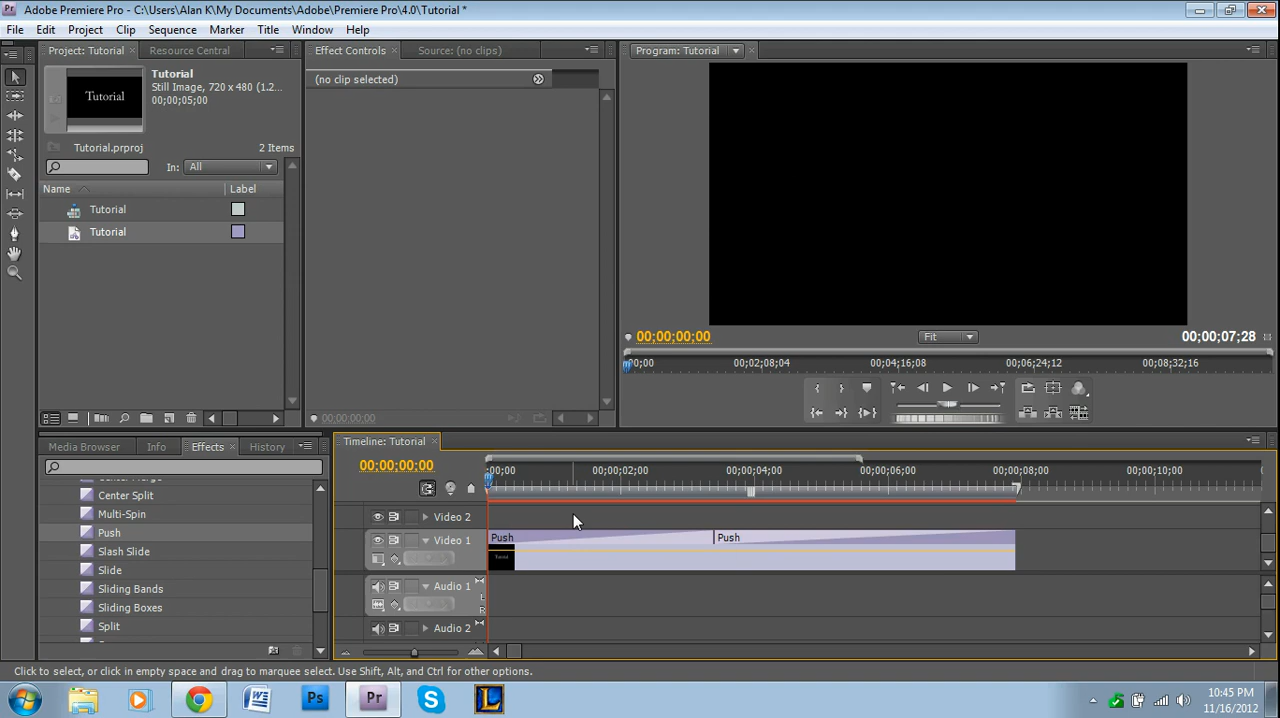 Adobe Premiere Pro - C:\Users\Alan K\My Documents\Adobe\Premiere Pro\4.0\Tutorial *
File Edit Project Clip Sequence Marker Title Window Help
Project: Tutorial Resource Central
Effect Controls Source: (no clips)
Program: Tutorial
Tutorial
Still Image, 720 x 480 (1.2...
00;00;05;00
Tutorial
Tutorial.prproj 2 Items
In: All
Name Label
Tutorial
Tutorial
(no clip selected)
00;00;00;00
00;00;00;00 Fit 00;00;07;28
00;00 00;02;08;04 00;04;16;08 00;06;24;12 00;08;32;16
Media Browser Info Effects History
Center Split
Multi-Spin
Push
Slash Slide
Slide
Sliding Bands
Sliding Boxes
Split
Timeline: Tutorial
00;00;00;00
;00;00 00;00;02;00 00;00;04;00 00;00;06;00 00;00;08;00 00;00;10;00
Video 2
Video 1
Push Push
Audio 1
L
R
Audio 2
Click to select, or click in empty space and drag to marquee select. Use Shift, Alt, and Ctrl for other options.
Ps Pr
10:45 PM
11/16/2012